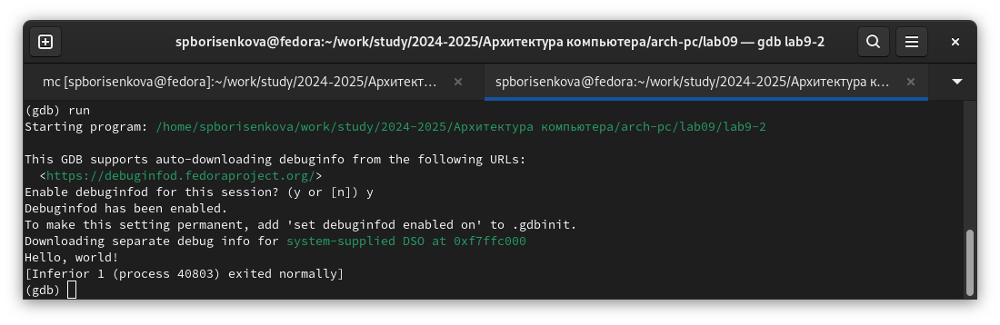 spborisenkova@fedora:~/work/study/2024-2025/Архитектура компьютера/arch-pc/lab09 — gdb lab9-2
mc [spborisenkova@fedora]:~/work/study/2024-2025/Архитект...
spborisenkova@fedora:~/work/study/2024-2025/Архитектура к...
(gdb) run
Starting program: /home/spborisenkova/work/study/2024-2025/Архитектура компьютера/arch-pc/lab09/lab9-2
This GDB supports auto-downloading debuginfo from the following URLs:
<https://debuginfod.fedoraproject.org/>
Enable debuginfod for this session? (y or [n]) y
Debuginfod has been enabled.
To make this setting permanent, add 'set debuginfod enabled on' to .gdbinit.
Downloading separate debug info for system-supplied DSO at 0xf7ffc000
Hello, world!
[Inferior 1 (process 40803) exited normally]
(gdb)